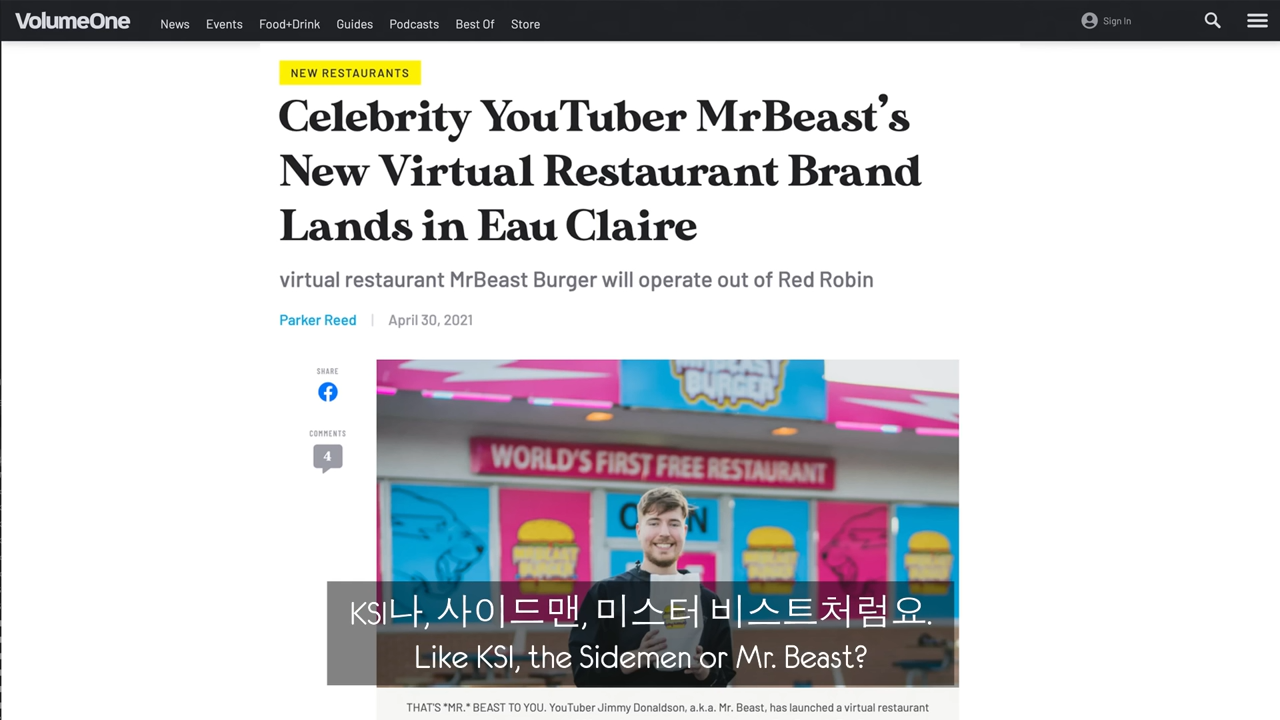 VolumeOne
News Events Food+Drink Guides Podcasts Best Of Store
Sign In
NEW RESTAURANTS
Celebrity YouTuber MrBeast's
New Virtual Restaurant Brand
Lands in Eau Claire
virtual restaurant MrBeast Burger will operate out of Red Robin
Parker Reed | April 30, 2021
SHARE
COMMENTS
4
MRBEAST
BURGER
WORLD'S FIRST FREE RESTAURANT
KSI나, 사이드맨, 미스터 비스트처럼요.
Like KSI, the Sidemen or Mr. Beast?
THAT'S *MR.* BEAST TO YOU. YouTuber Jimmy Donaldson, a.k.a. Mr. Beast, has launched a virtual restaurant